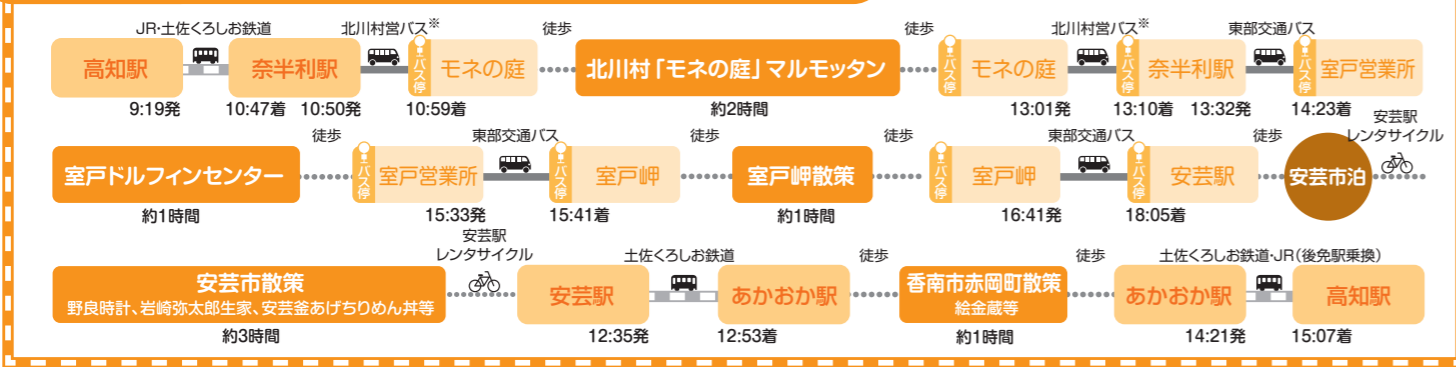 JR・土佐くろしお鉄道
北川村営バス※
徒歩
徒歩
北川村営バス※
東部交通バス
高知駅
奈半利駅
バス停
モネの庭
北川村「モネの庭」マルモッタン
バス停
モネの庭
バス停
奈半利駅
バス停
室戸営業所
9:19発
10:47着
10:50発
10:59着
約2時間
13:01発
13:10着
13:32発
14:23着
徒歩
東部交通バス
徒歩
徒歩
東部交通バス
徒歩
安芸駅
レンタサイクル
室戸ドルフィンセンター
バス停
室戸営業所
バス停
室戸岬
室戸岬散策
バス停
室戸岬
バス停
安芸駅
安芸市泊
約1時間
15:33発
15:41着
約1時間
16:41発
18:05着
安芸駅
レンタサイクル
土佐くろしお鉄道
徒歩
徒歩
土佐くろしお鉄道・JR(後免駅乗換)
安芸市散策
野良時計、岩崎弥太郎生家、安芸釜あげちりめん丼等
安芸駅
あかおか駅
香南市赤岡町散策
絵金蔵等
あかおか駅
高知駅
約3時間
12:35発
12:53着
約1時間
14:21発
15:07着